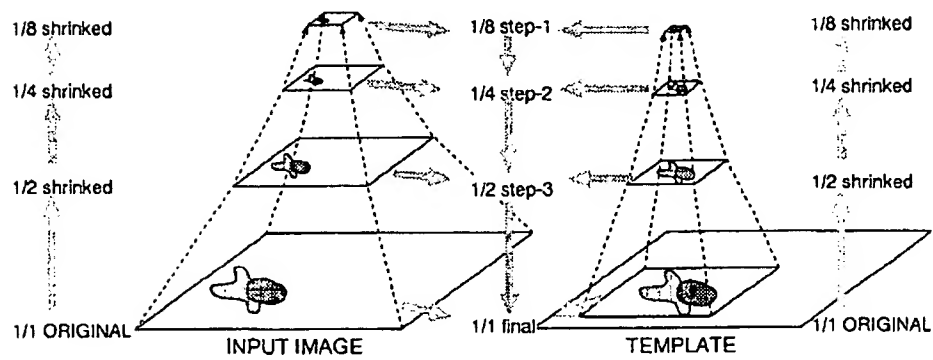 1/8 shrinked
1/4 shrinked
1/2 shrinked
1/1 ORIGINAL
INPUT IMAGE
1/8 step-1
1/4 step-2
1/2 step-3
1/1 final
TEMPLATE
1/8 shrinked
1/4 shrinked
1/2 shrinked
1/1 ORIGINAL